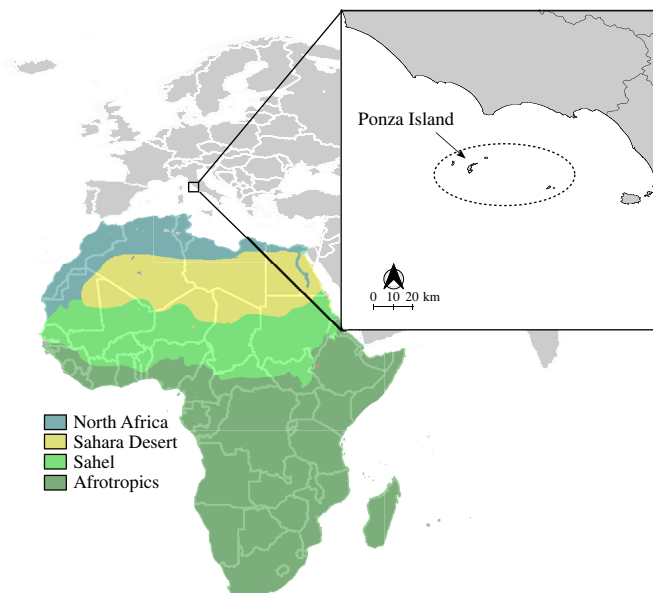 Ponza Island
0 10 20 km
North Africa
Sahara Desert
Sahel
Afrotropics